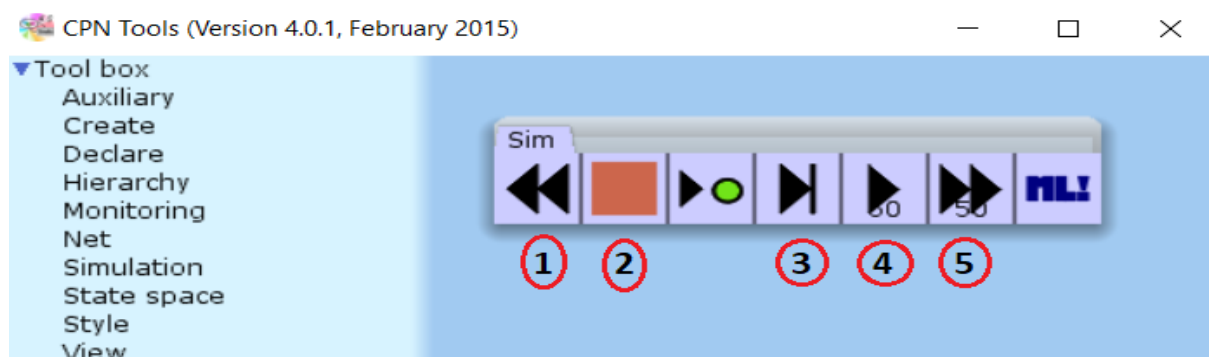 CPN Tools (Version 4.0.1, February 2015)
Tool box
Auxiliary
Create
Declare
Hierarchy
Monitoring
Net
Simulation
State space
Style
View
Sim
50
ML!
1 2 3 4 5